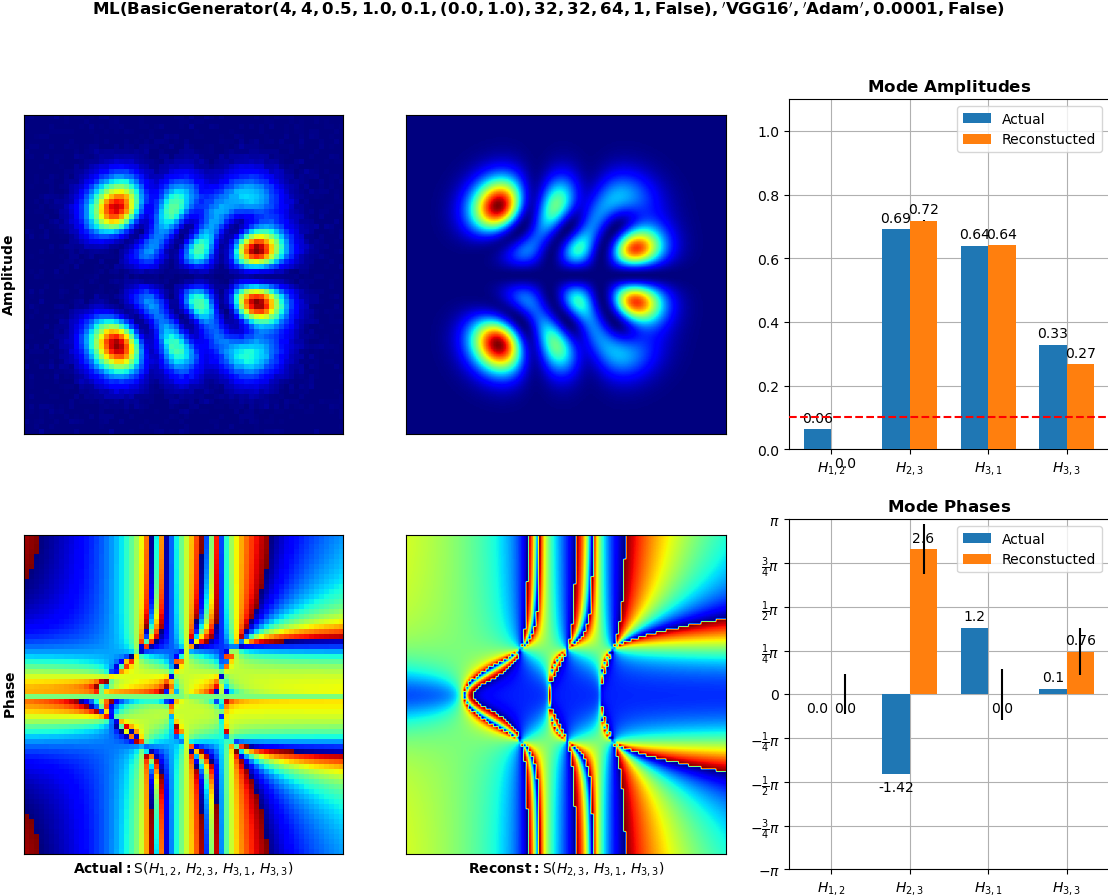 ML(BasicGenerator(4, 4, 0.5, 1.0, 0.1, (0.0, 1.0), 32, 32, 64, 1, False), ′VGG16′, ′Adam′, 0.0001, False)
Amplitude
Mode Amplitudes
Actual
Reconstucted
1.0
0.8
0.6
0.4
0.2
0.0
0.06
0.0
0.69
0.72
0.64
0.64
0.33
0.27
H1, 2
H2, 3
H3, 1
H3, 3
Phase
Actual: S(H1, 2, H2, 3, H3, 1, H3, 3)
Reconst: S(H2, 3, H3, 1, H3, 3)
Mode Phases
Actual
Reconstucted
π
3/4π
1/2π
1/4π
0
−1/4π
−1/2π
−3/4π
−π
0.0
0.0
-1.42
2.6
1.2
0.0
0.1
0.76
H1, 2
H2, 3
H3, 1
H3, 3